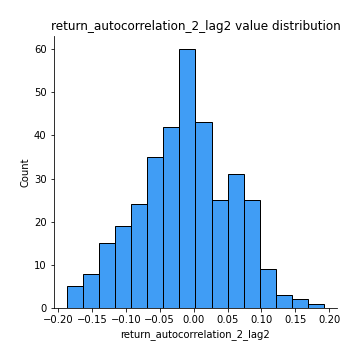 return_autocorrelation_2_lag2 value distribution
60
50
40
30
20
10
0
Count
−0.20 −0.15 −0.10 −0.05 0.00 0.05 0.10 0.15 0.20
return_autocorrelation_2_lag2